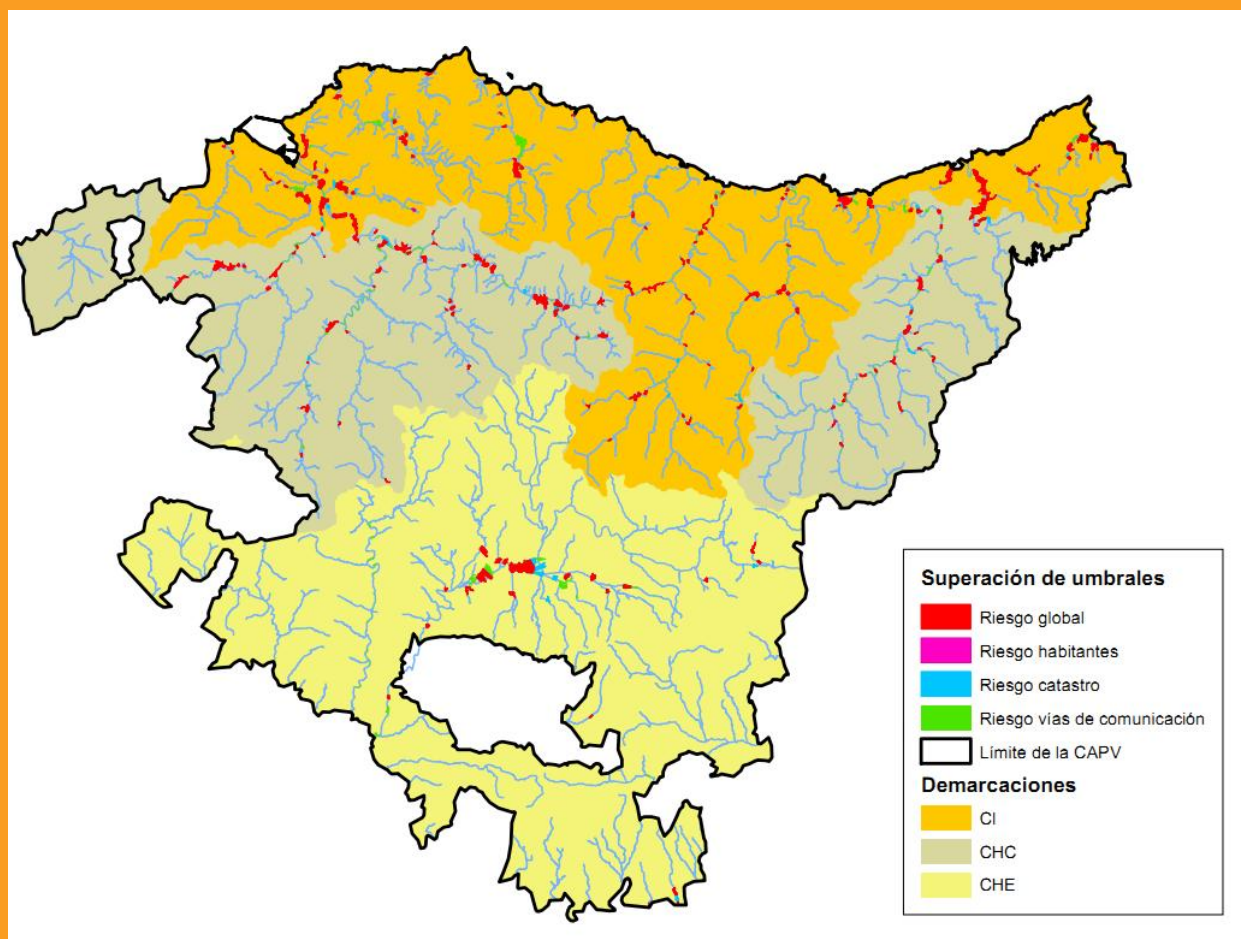 Superación de umbrales
Riesgo global
Riesgo habitantes
Riesgo catastro
Riesgo vías de comunicación
Límite de la CAPV
Demarcaciones
CI
CHC
CHE